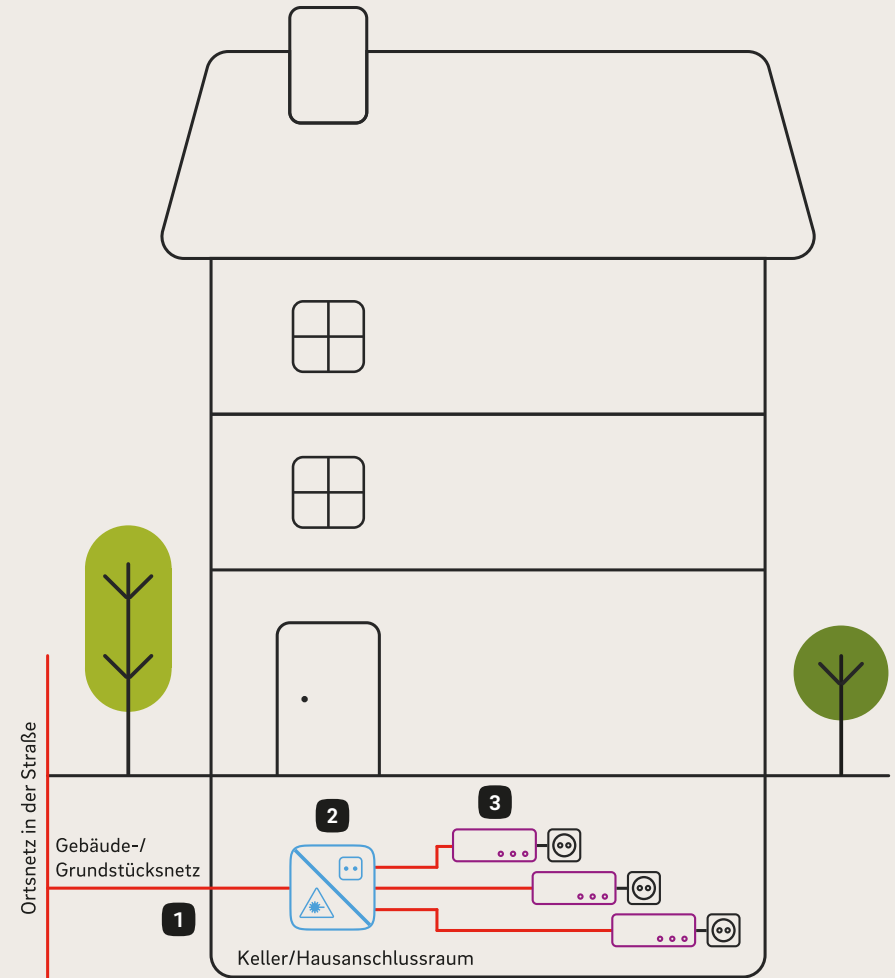 2
3
Ortsnetz in der Straße
Gebäude-/
Grundstücksnetz
1
Keller/Hausanschlussraum